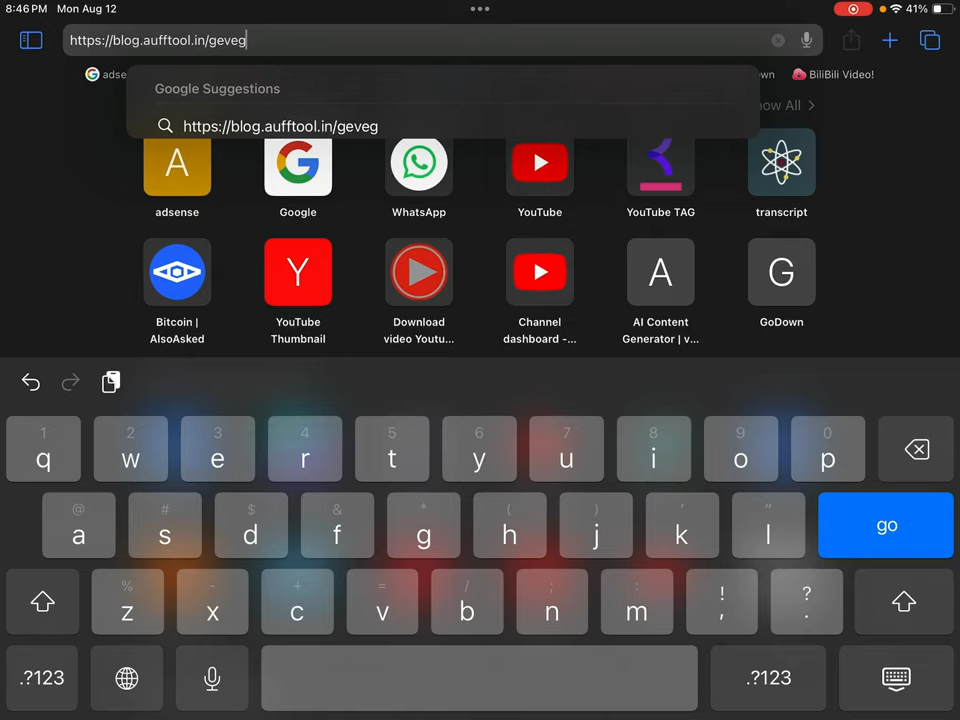 8:46 PM Mon Aug 12
41%
https://blog.aufftool.in/geveg
adse
own
BiliBili Video!
Google Suggestions
how All
https://blog.aufftool.in/geveg
A
adsense
Google
WhatsApp
YouTube
YouTube TAG
transcript
Y
A
G
Bitcoin |
AlsoAsked
YouTube
Thumbnail
Download
video Youtu...
Channel
dashboard -...
AI Content
Generator | v...
GoDown
1 2 3 4 5 6 7 8 9 0
q w e r t y u i o p
@ # $ & * ( ) ' "
a s d f g h j k l go
% - + = / ; : ! ?
z x c v b n m , .
.?123 .?123